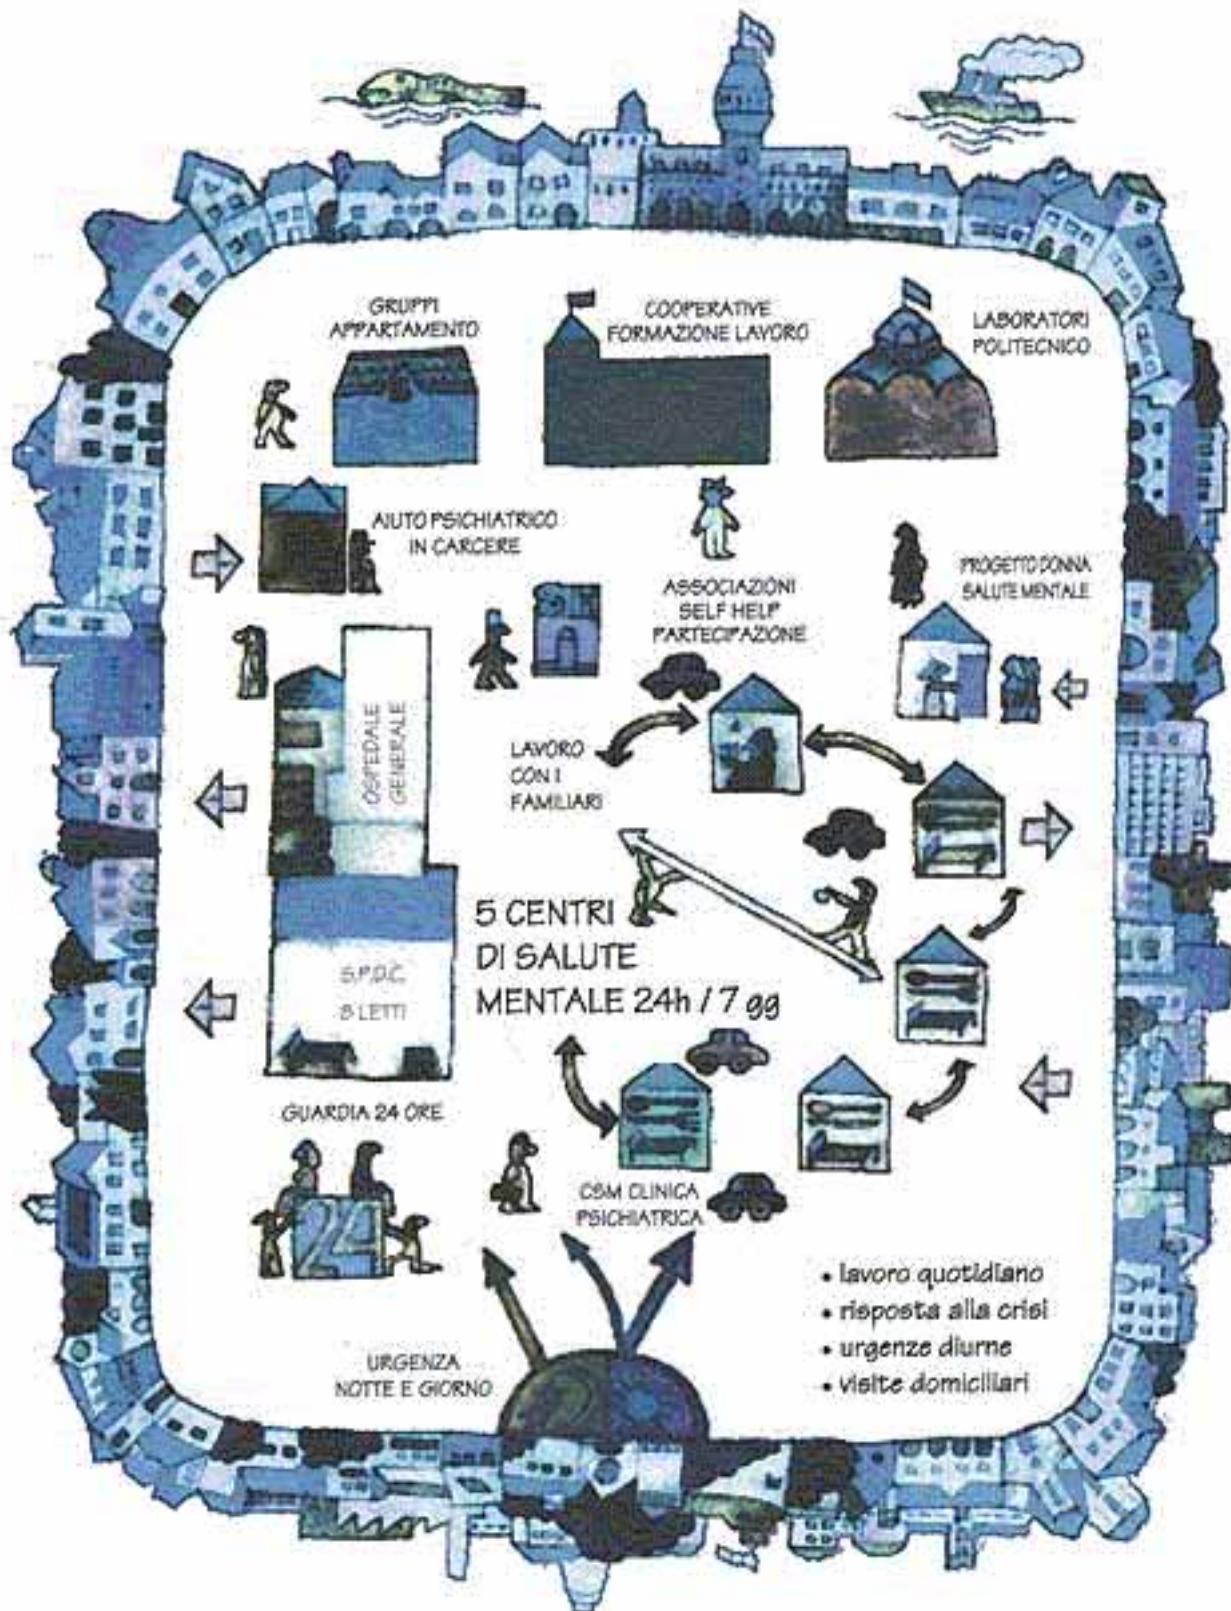 GRUPPI
APPARTAMENTO
COOPERATIVE
FORMAZIONE LAVORO
LABORATORI
POLITECNICO
AIUTO PSICHIATRICO
IN CARCERE
ASSOCIAZIONI
SELF HELP
PARTECIPAZIONE
PROGETTO DONNA
SALUTE MENTALE
OSPEDALE
GENERALE
LAVORO
CON I
FAMILIARI
5 CENTRI
DI SALUTE
MENTALE 24h / 7 gg
S.P.D.C.
8 LETTI
GUARDIA 24 ORE
24
CSM CLINICA
PSICHIATRICA
URGENZA
NOTTE E GIORNO
• lavoro quotidiano
• risposta alla crisi
• urgenze diurne
• visite domiciliari